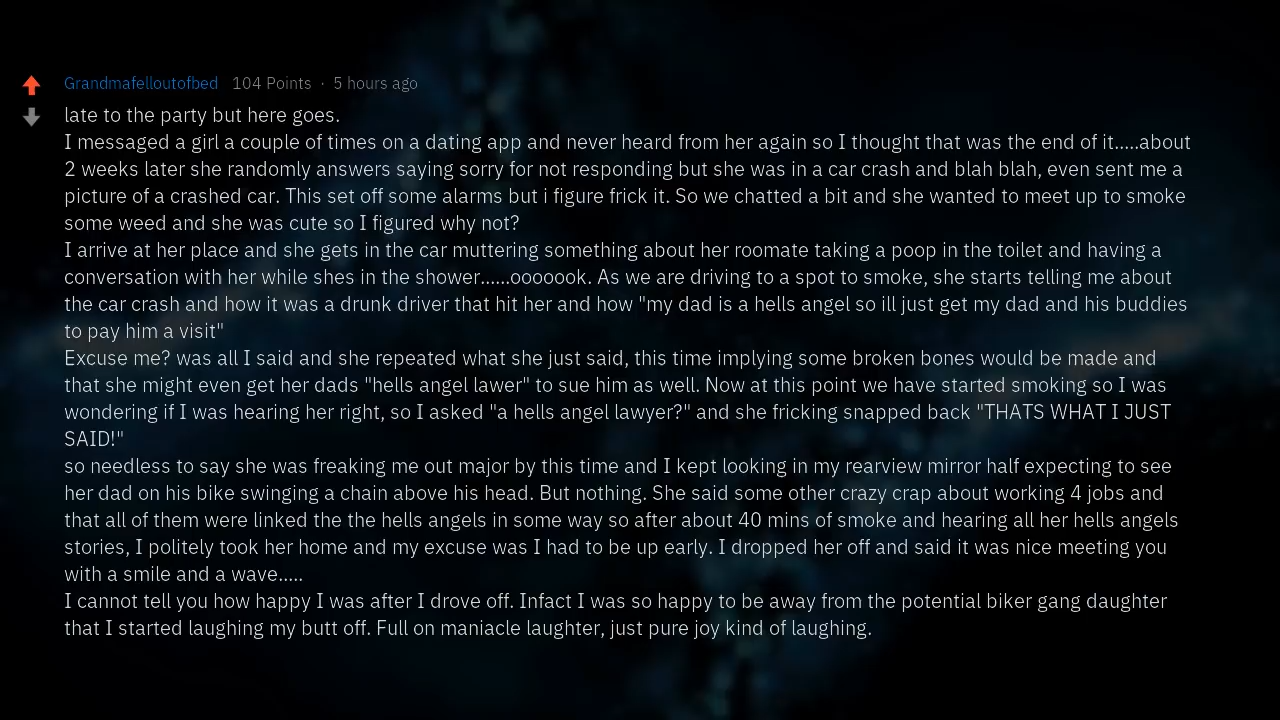 Grandmafelloutofbed 104 Points · 5 hours ago
late to the party but here goes.
I messaged a girl a couple of times on a dating app and never heard from her again so I thought that was the end of it.....about
2 weeks later she randomly answers saying sorry for not responding but she was in a car crash and blah blah, even sent me a
picture of a crashed car. This set off some alarms but i figure frick it. So we chatted a bit and she wanted to meet up to smoke
some weed and she was cute so I figured why not?
I arrive at her place and she gets in the car muttering something about her roomate taking a poop in the toilet and having a
conversation with her while shes in the shower......ooooook. As we are driving to a spot to smoke, she starts telling me about
the car crash and how it was a drunk driver that hit her and how "my dad is a hells angel so ill just get my dad and his buddies
to pay him a visit"
Excuse me? was all I said and she repeated what she just said, this time implying some broken bones would be made and
that she might even get her dads "hells angel lawer" to sue him as well. Now at this point we have started smoking so I was
wondering if I was hearing her right, so I asked "a hells angel lawyer?" and she fricking snapped back "THATS WHAT I JUST
SAID!"
so needless to say she was freaking me out major by this time and I kept looking in my rearview mirror half expecting to see
her dad on his bike swinging a chain above his head. But nothing. She said some other crazy crap about working 4 jobs and
that all of them were linked the the hells angels in some way so after about 40 mins of smoke and hearing all her hells angels
stories, I politely took her home and my excuse was I had to be up early. I dropped her off and said it was nice meeting you
with a smile and a wave.....
I cannot tell you how happy I was after I drove off. Infact I was so happy to be away from the potential biker gang daughter
that I started laughing my butt off. Full on maniacle laughter, just pure joy kind of laughing.